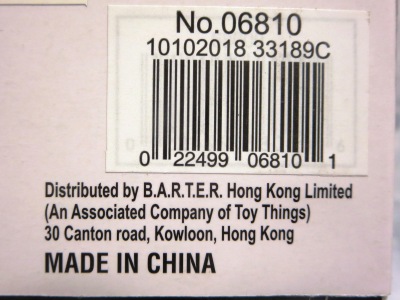 No.06810
10102018 33189C
0 22499 06810 1
Distributed by B.A.R.T.E.R. Hong Kong Limited
(An Associated Company of Toy Things)
30 Canton road, Kowloon, Hong Kong
MADE IN CHINA